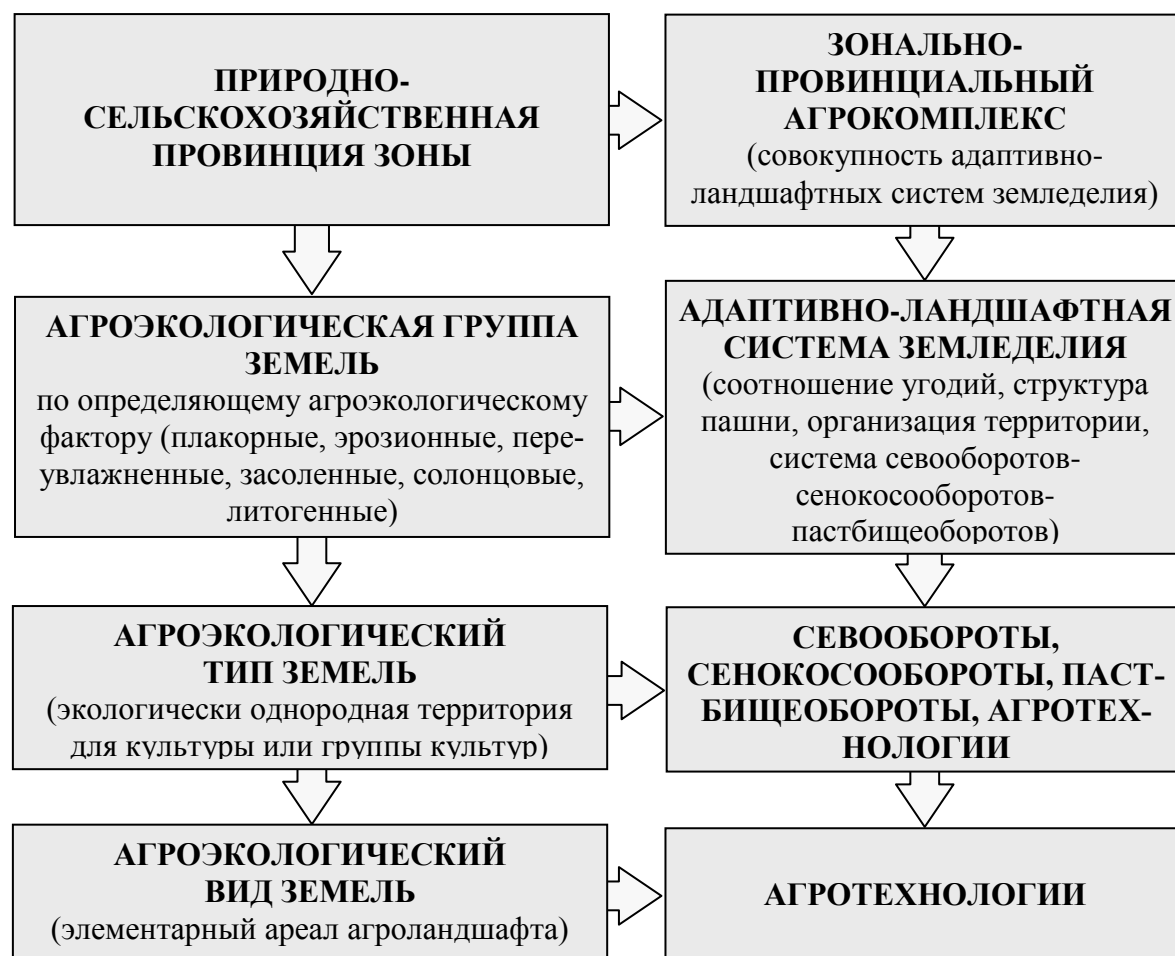 ПРИРОДНО-
СЕЛЬСКОХОЗЯЙСТВЕННАЯ
ПРОВИНЦИЯ ЗОНЫ
ЗОНАЛЬНО-
ПРОВИНЦИАЛЬНЫЙ
АГРОКОМПЛЕКС
(совокупность адаптивно-
ландшафтных систем земледелия)
АГРОЭКОЛОГИЧЕСКАЯ ГРУППА
ЗЕМЕЛЬ
по определяющему агроэкологическому
фактору (плакорные, эрозионные, пере-
увлажненные, засоленные, солонцовые,
литогенные)
АДАПТИВНО-ЛАНДШАФТНАЯ
СИСТЕМА ЗЕМЛЕДЕЛИЯ
(соотношение угодий, структура
пашни, организация территории,
система севооборотов-
сенокосооборотов-
пастбищеоборотов)
АГРОЭКОЛОГИЧЕСКИЙ
ТИП ЗЕМЕЛЬ
(экологически однородная территория
для культуры или группы культур)
СЕВООБОРОТЫ,
СЕНОКОСООБОРОТЫ, ПАСТ-
БИЩЕОБОРОТЫ, АГРОТЕХ-
НОЛОГИИ
АГРОЭКОЛОГИЧЕСКИЙ
ВИД ЗЕМЕЛЬ
(элементарный ареал агроландшафта)
АГРОТЕХНОЛОГИИ